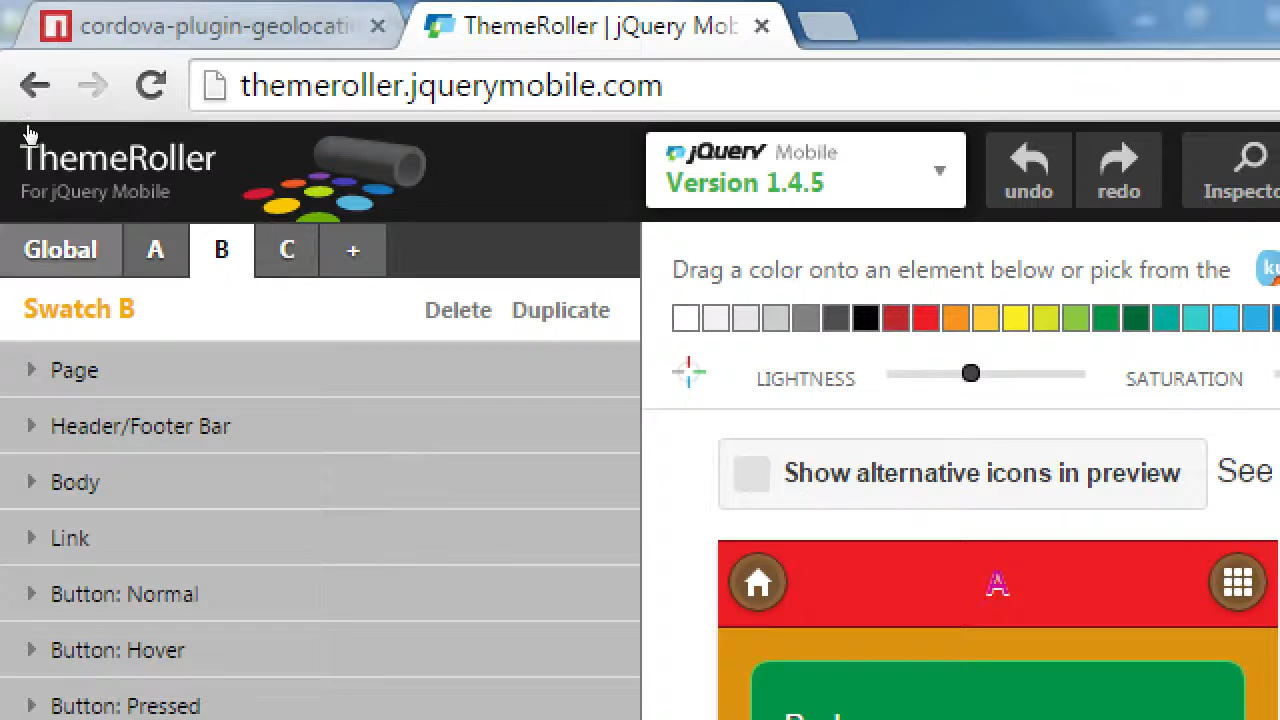 cordova-plugin-geolocati
ThemeRoller | jQuery Mob
themeroller.jquerymobile.com
ThemeRoller
For jQuery Mobile
jQuery Mobile
Version 1.4.5
undo
redo
Inspecto
Global
A
B
C
+
Swatch B
Delete
Duplicate
Drag a color onto an element below or pick from the
ku
LIGHTNESS
SATURATION
Page
Header/Footer Bar
Body
Link
Button: Normal
Button: Hover
Button: Pressed
Show alternative icons in preview
See
A